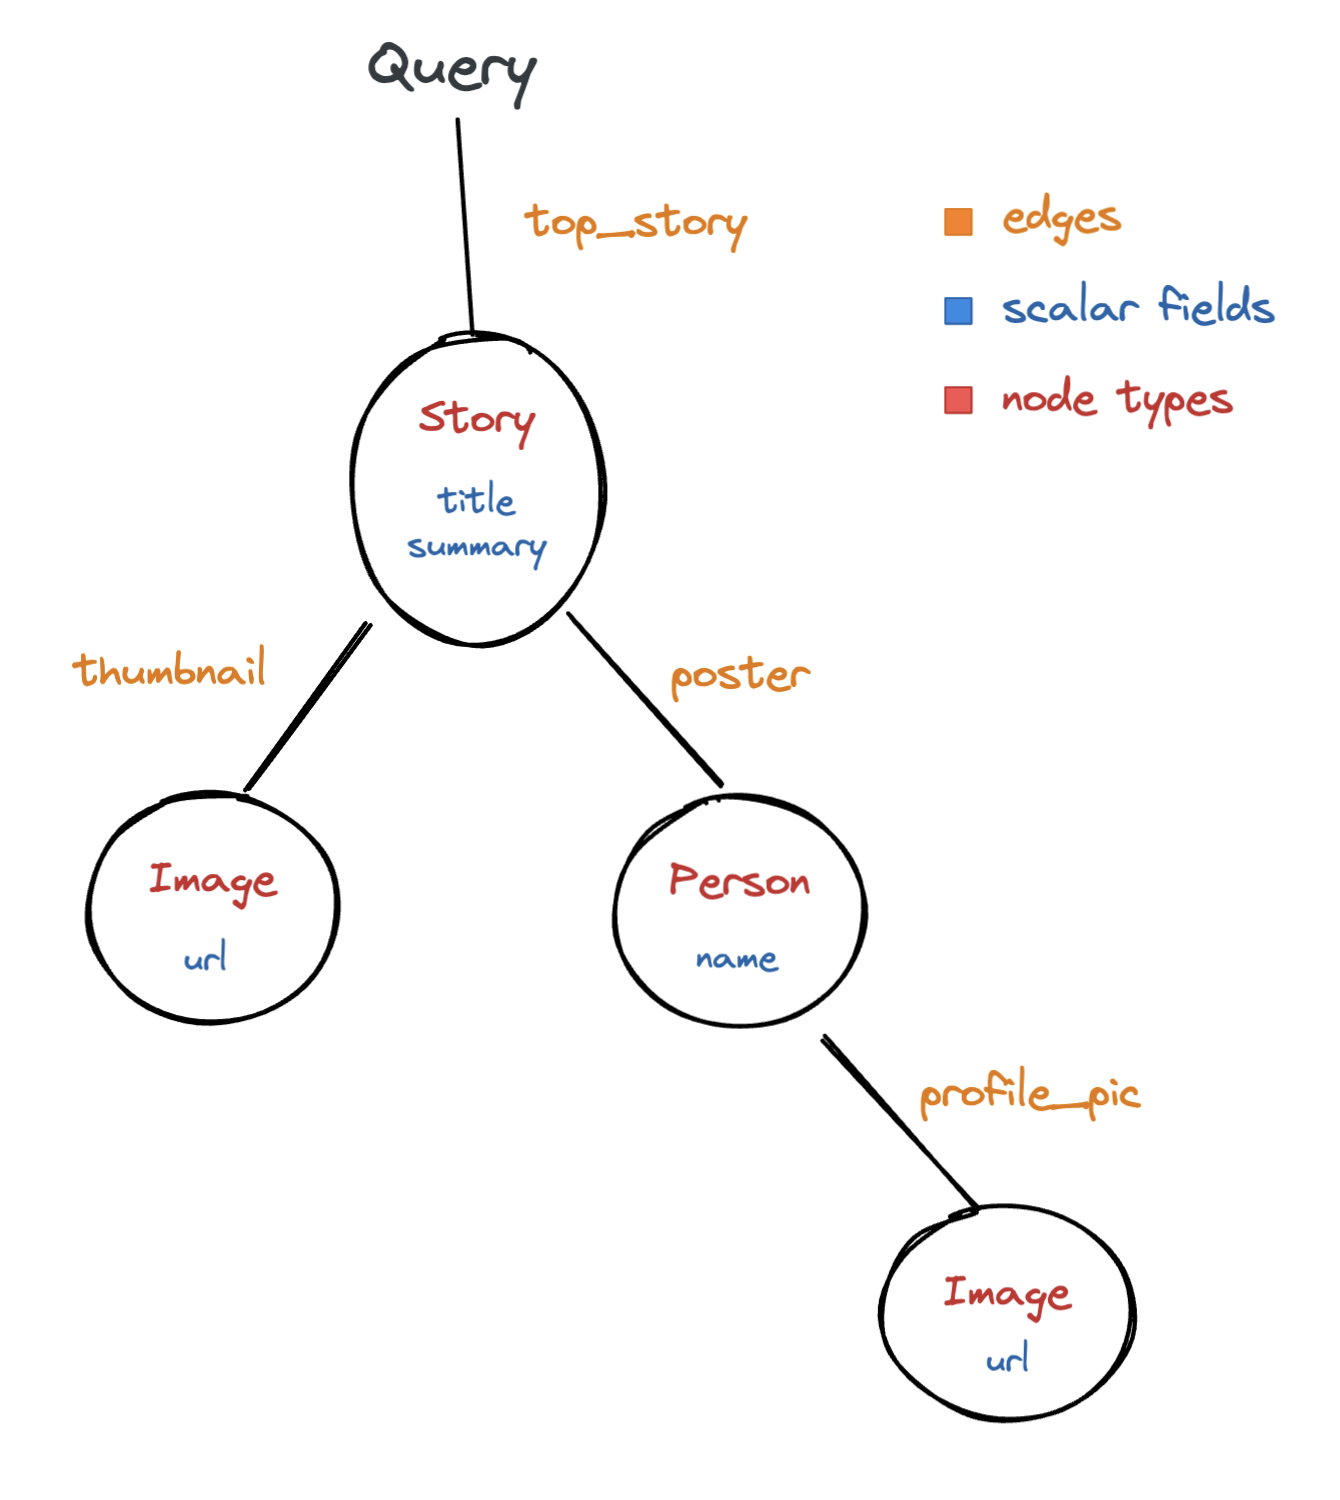 Query
top_story
edges
scalar fields
node types
Story
title
summary
thumbnail
poster
Image
url
Person
name
profile_pic
Image
url